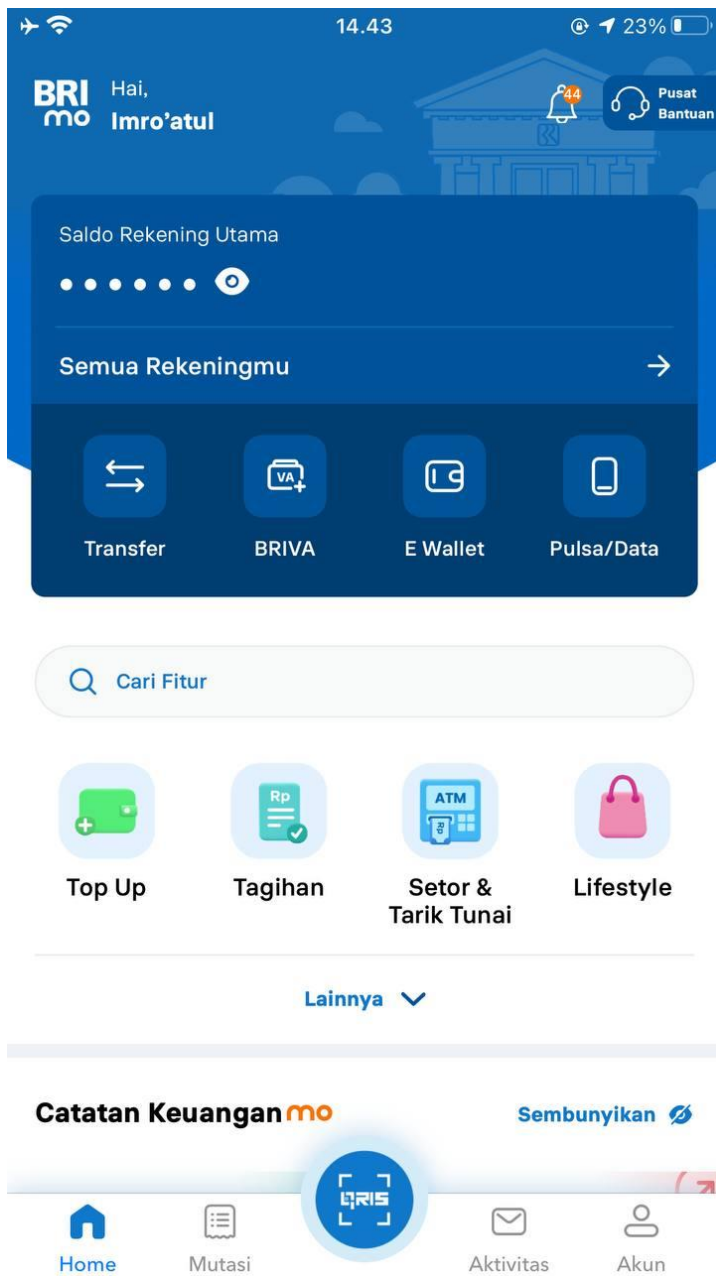 14.43
23%
BRI
mo
Hai,
Imro'atul
44
Pusat
Bantuan
Saldo Rekening Utama
Semua Rekeningmu
VA
Transfer
BRIVA
E Wallet
Pulsa/Data
Cari Fitur
Rp
ATM
Rp
Top Up
Tagihan
Setor &
Tarik Tunai
Lifestyle
Lainnya
Catatan Keuangan mo
Sembunyikan
QRIS
Home
Mutasi
Aktivitas
Akun